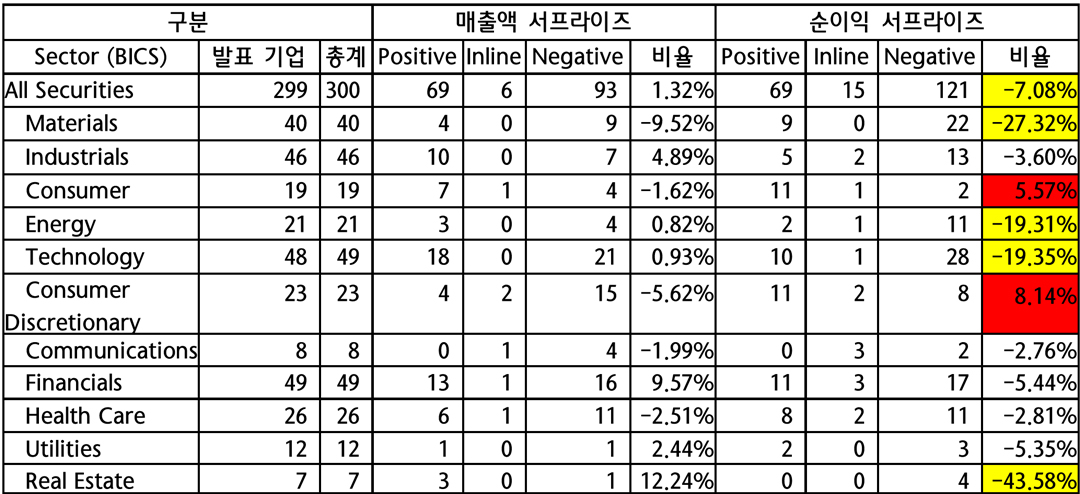 구분 매출액 서프라이즈 순이익 서프라이즈
Sector (BICS) 발표 기업 총계 Positive Inline Negative 비율 Positive Inline Negative 비율
All Securities 299 300 69 6 93 1.32% 69 15 121 -7.08%
Materials 40 40 4 0 9 -9.52% 9 0 22 -27.32%
Industrials 46 46 10 0 7 4.89% 5 2 13 -3.60%
Consumer 19 19 7 1 4 -1.62% 11 1 2 5.57%
Energy 21 21 3 0 4 0.82% 2 1 11 -19.31%
Technology 48 49 18 0 21 0.93% 10 1 28 -19.35%
Consumer
Discretionary 23 23 4 2 15 -5.62% 11 2 8 8.14%
Communications 8 8 0 1 4 -1.99% 0 3 2 -2.76%
Financials 49 49 13 1 16 9.57% 11 3 17 -5.44%
Health Care 26 26 6 1 11 -2.51% 8 2 11 -2.81%
Utilities 12 12 1 0 1 2.44% 2 0 3 -5.35%
Real Estate 7 7 3 0 1 12.24% 0 0 4 -43.58%